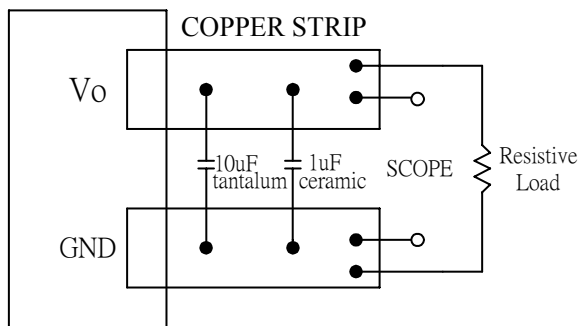 COPPER STRIP
Vo
10uF
tantalum
1uF
ceramic
SCOPE
Resistive
Load
GND